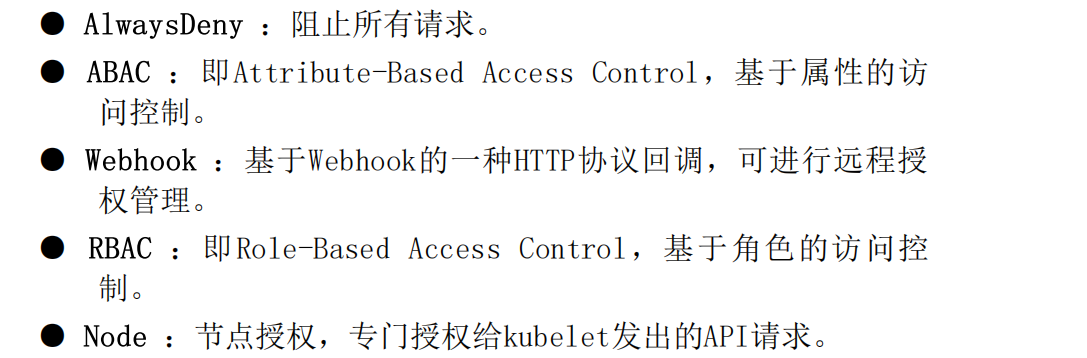 ● AlwaysDeny ：阻止所有请求。
● ABAC ：即Attribute-Based Access Control，基于属性的访
问控制。
● Webhook ：基于Webhook的一种HTTP协议回调，可进行远程授
权管理。
● RBAC ：即Role-Based Access Control，基于角色的访问控
制。
● Node ：节点授权，专门授权给kubelet发出的API请求。